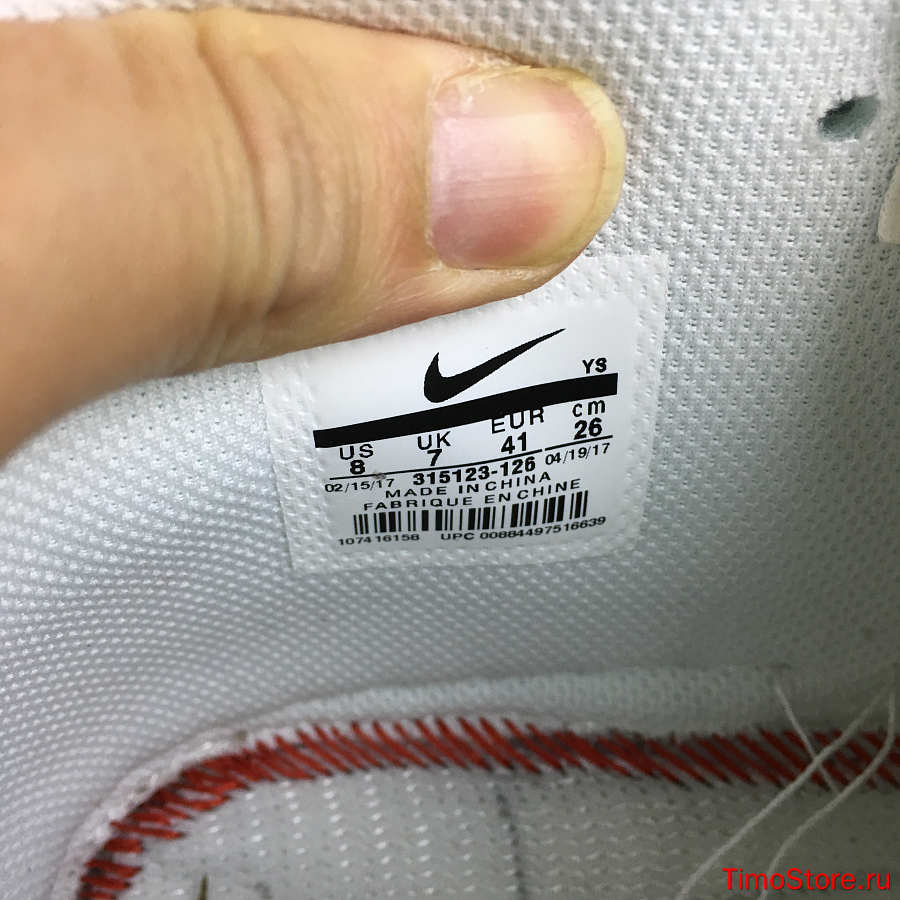 YS
US UK EUR cm
8 7 41 26
02/15/17 315123-126 04/19/17
MADE IN CHINA
FABRIQUE EN CHINE
107416158 UPC 00884497516639
TimoStore.ru